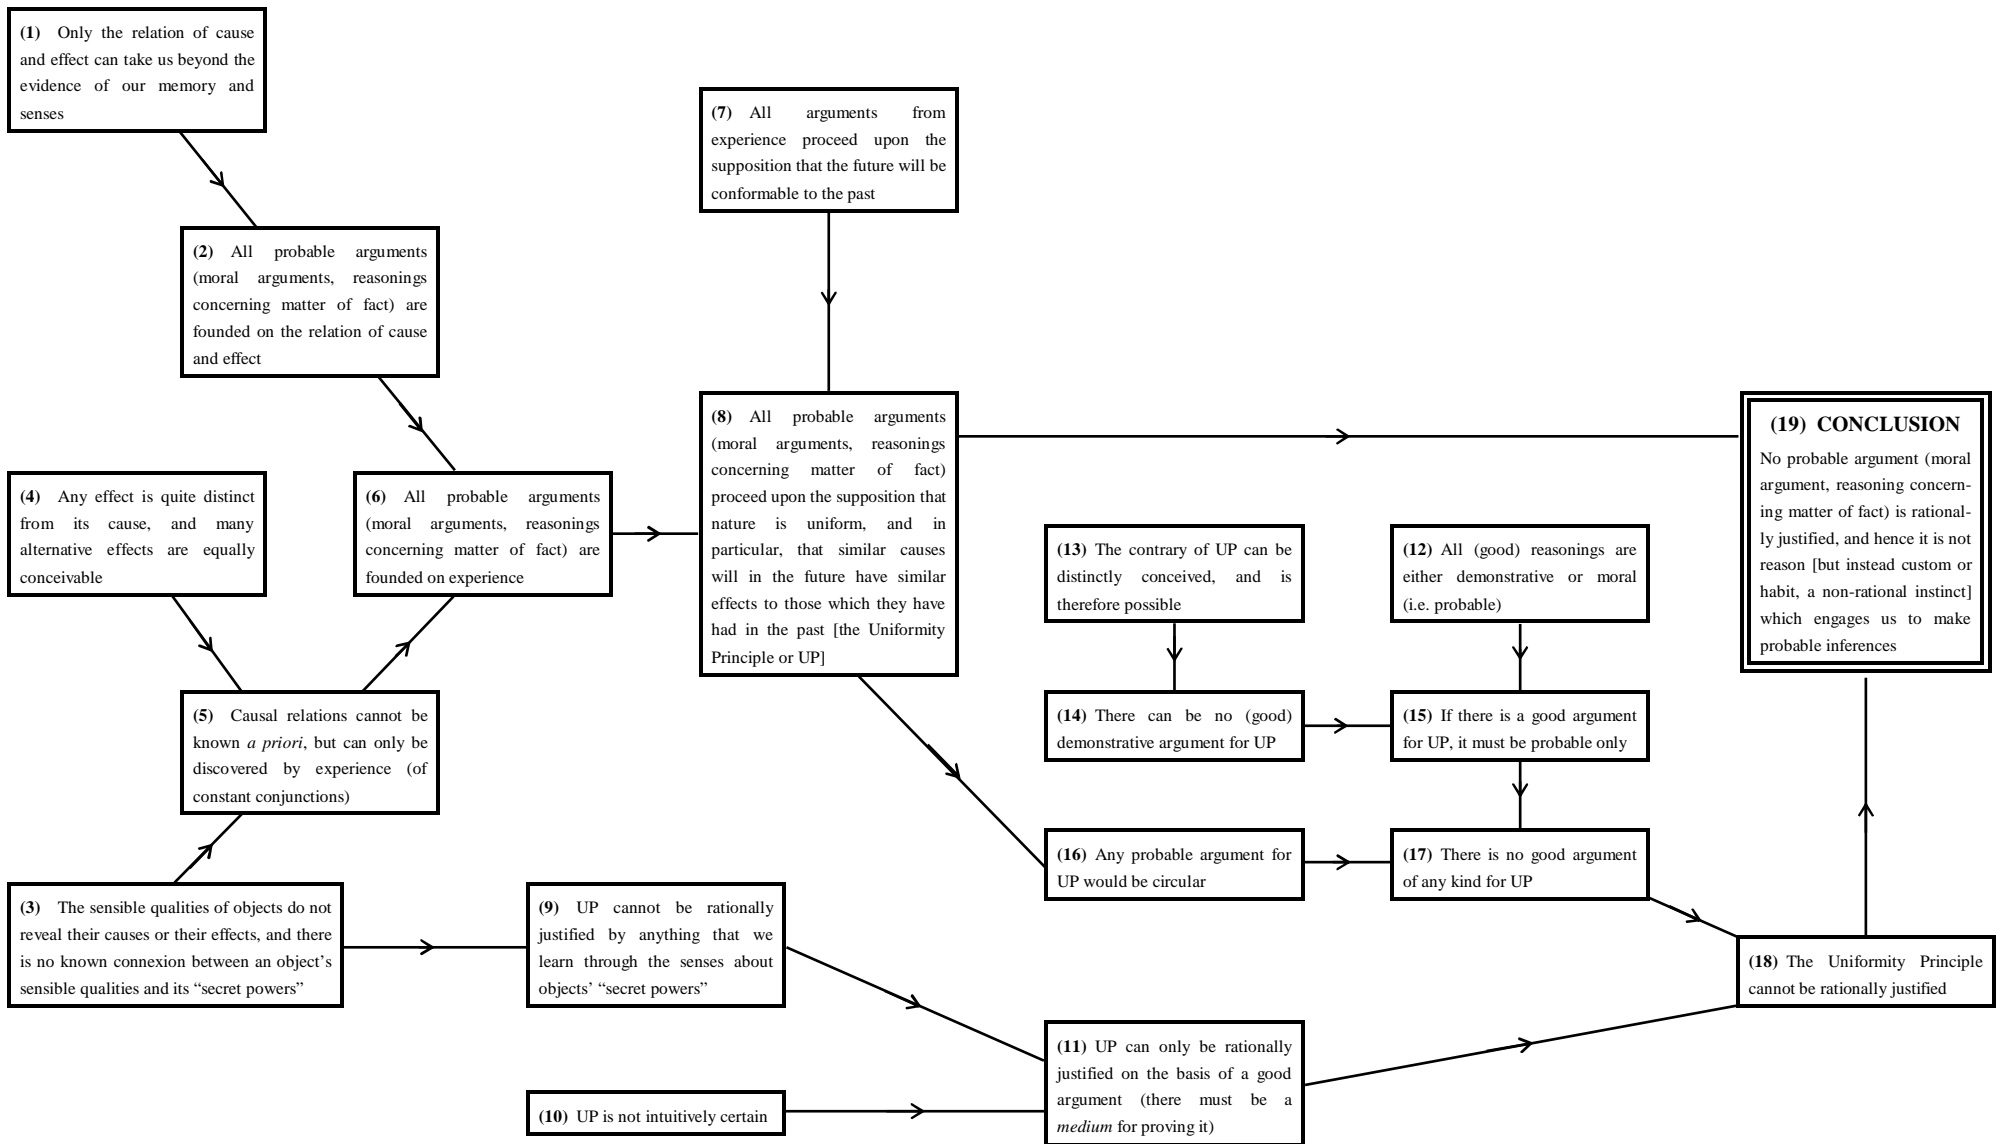 (1) Only the relation of cause
and effect can take us beyond the
evidence of our memory and
senses
(2) All probable arguments
(moral arguments, reasonings
concerning matter of fact) are
founded on the relation of cause
and effect
(4) Any effect is quite distinct
from its cause, and many
alternative effects are equally
conceivable
(6) All probable arguments
(moral arguments, reasonings
concerning matter of fact) are
founded on experience
(5) Causal relations cannot be
known a priori, but can only be
discovered by experience (of
constant conjunctions)
(3) The sensible qualities of objects do not
reveal their causes or their effects, and there
is no known connexion between an object's
sensible qualities and its “secret powers”
(7) All arguments from
experience proceed upon the
supposition that the future will be
conformable to the past
(8) All probable arguments
(moral arguments, reasonings
concerning matter of fact)
proceed upon the supposition that
nature is uniform, and in
particular, that similar causes
will in the future have similar
effects to those which they have
had in the past [the Uniformity
Principle or UP]
(9) UP cannot be rationally
justified by anything that we
learn through the senses about
objects' “secret powers”
(10) UP is not intuitively certain
(13) The contrary of UP can be
distinctly conceived, and is
therefore possible
(12) All (good) reasonings are
either demonstrative or moral
(i.e. probable)
(14) There can be no (good)
demonstrative argument for UP
(15) If there is a good argument
for UP, it must be probable only
(16) Any probable argument for
UP would be circular
(17) There is no good argument
of any kind for UP
(11) UP can only be rationally
justified on the basis of a good
argument (there must be a
medium for proving it)
(18) The Uniformity Principle
cannot be rationally justified
(19) CONCLUSION
No probable argument (moral
argument, reasoning concern-
ing matter of fact) is rational-
ly justified, and hence it is not
reason [but instead custom or
habit, a non-rational instinct]
which engages us to make
probable inferences